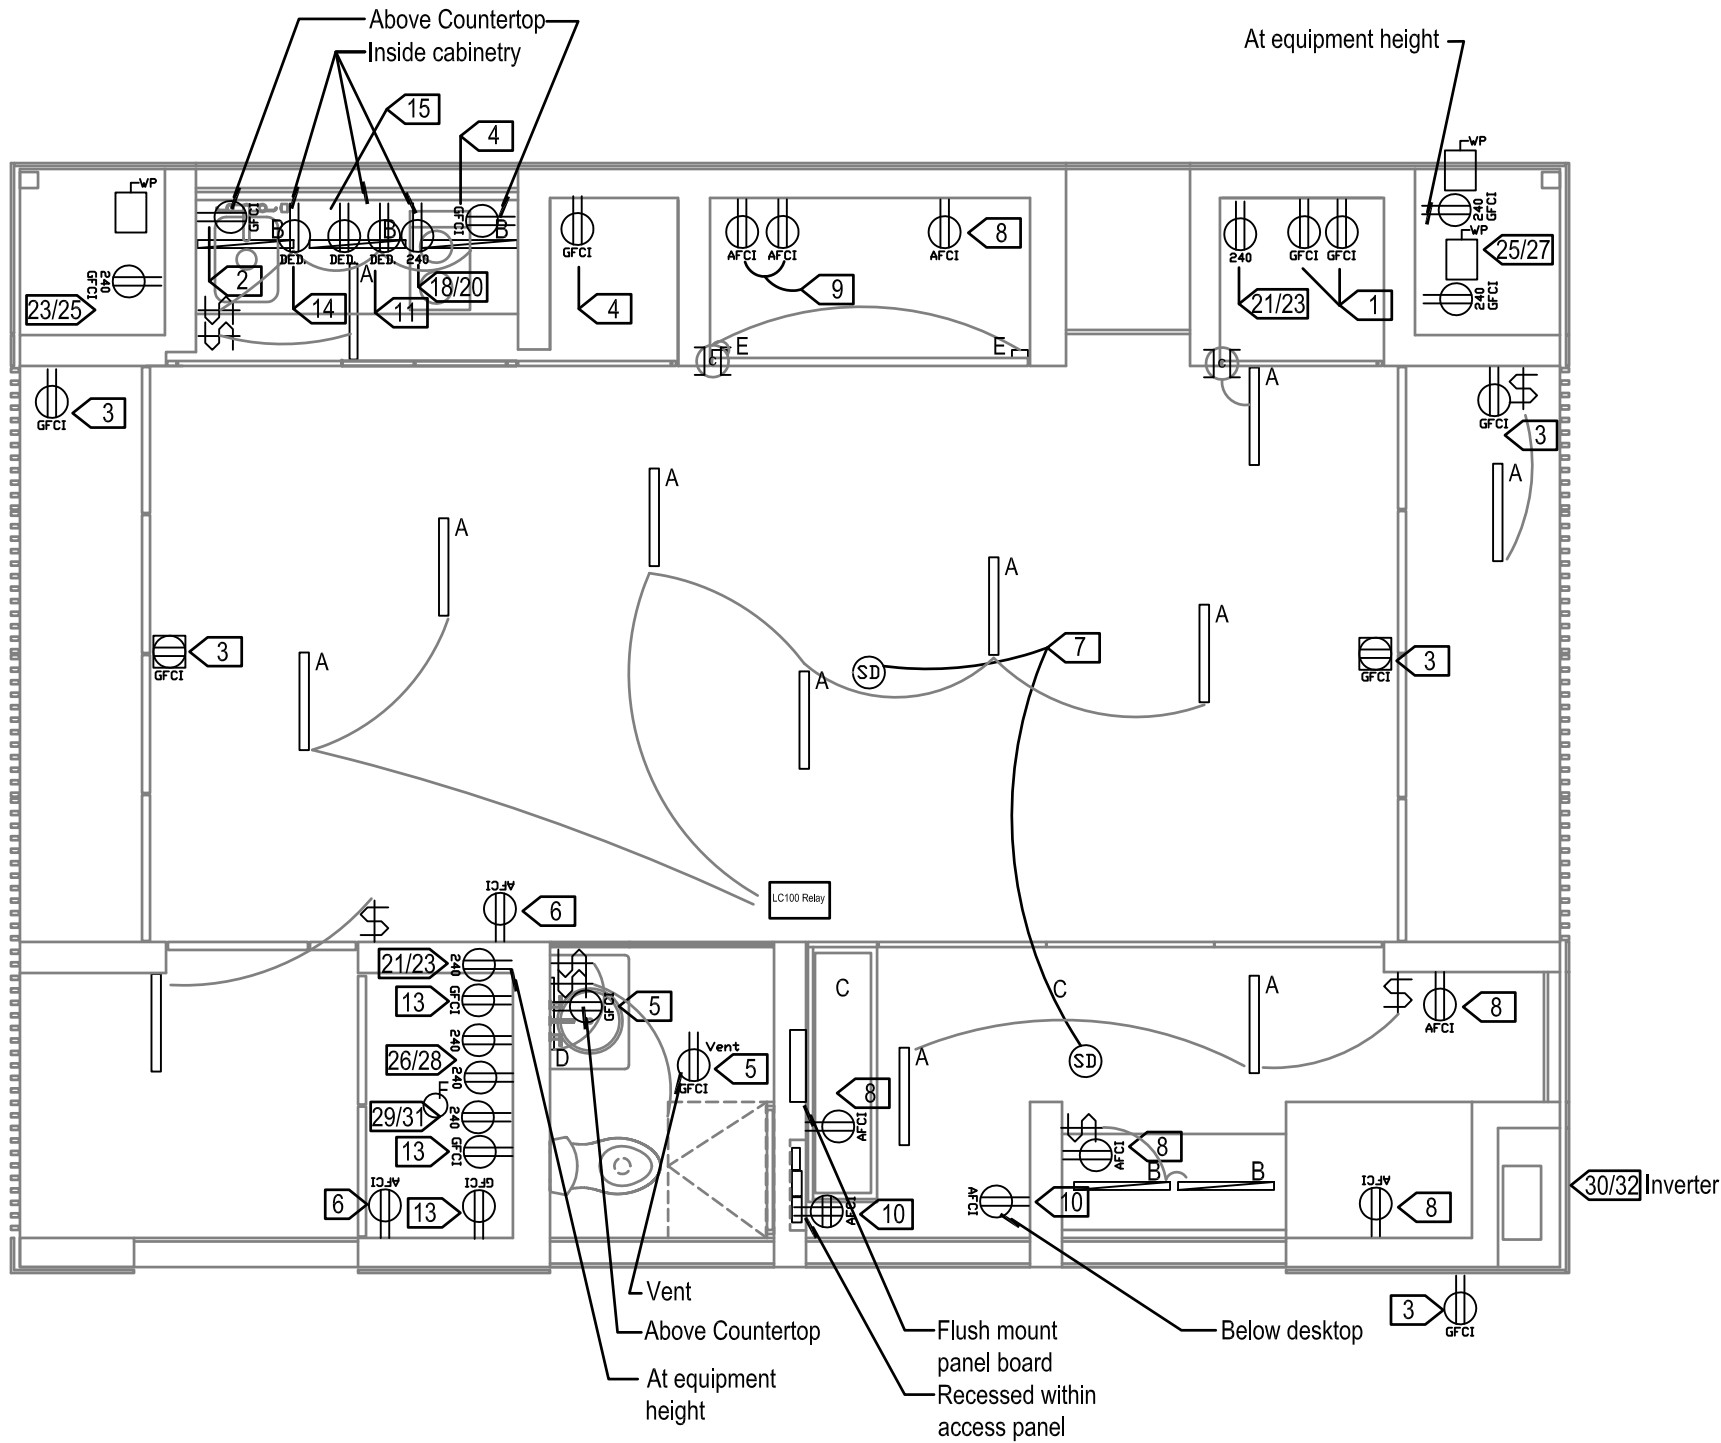 Above Countertop
Inside cabinetry
At equipment height
15
4
WP
WP
GFCI
GFCI
B
B
B
DED.
DED.
DED.
240
A
2
14
11
18/20
240
GFCI
23/25
GFCI
4
AFCI
AFCI
AFCI
8
9
240
GFCI
GFCI
21/23
1
240
GFCI
WP
25/27
240
GFCI
E
E
C
C
A
GFCI
3
GFCI
3
A
A
A
A
A
A
A
3
GFCI
SD
7
3
GFCI
LC100 Relay
AFCI
6
21/23
240
13
GFCI
240
26/28
240
29/31
240
13
GFCI
AFCI
6
GFCI
13
GFCI
5
D
Vent
GFCI
5
C
C
A
A
SD
8
AFCI
8
AFCI
AFCI
8
B
B
AFCI
10
AFCI
10
AFCI
8
30/32 Inverter
3
GFCI
Vent
Above Countertop
At equipment
height
Flush mount
panel board
Recessed within
access panel
Below desktop